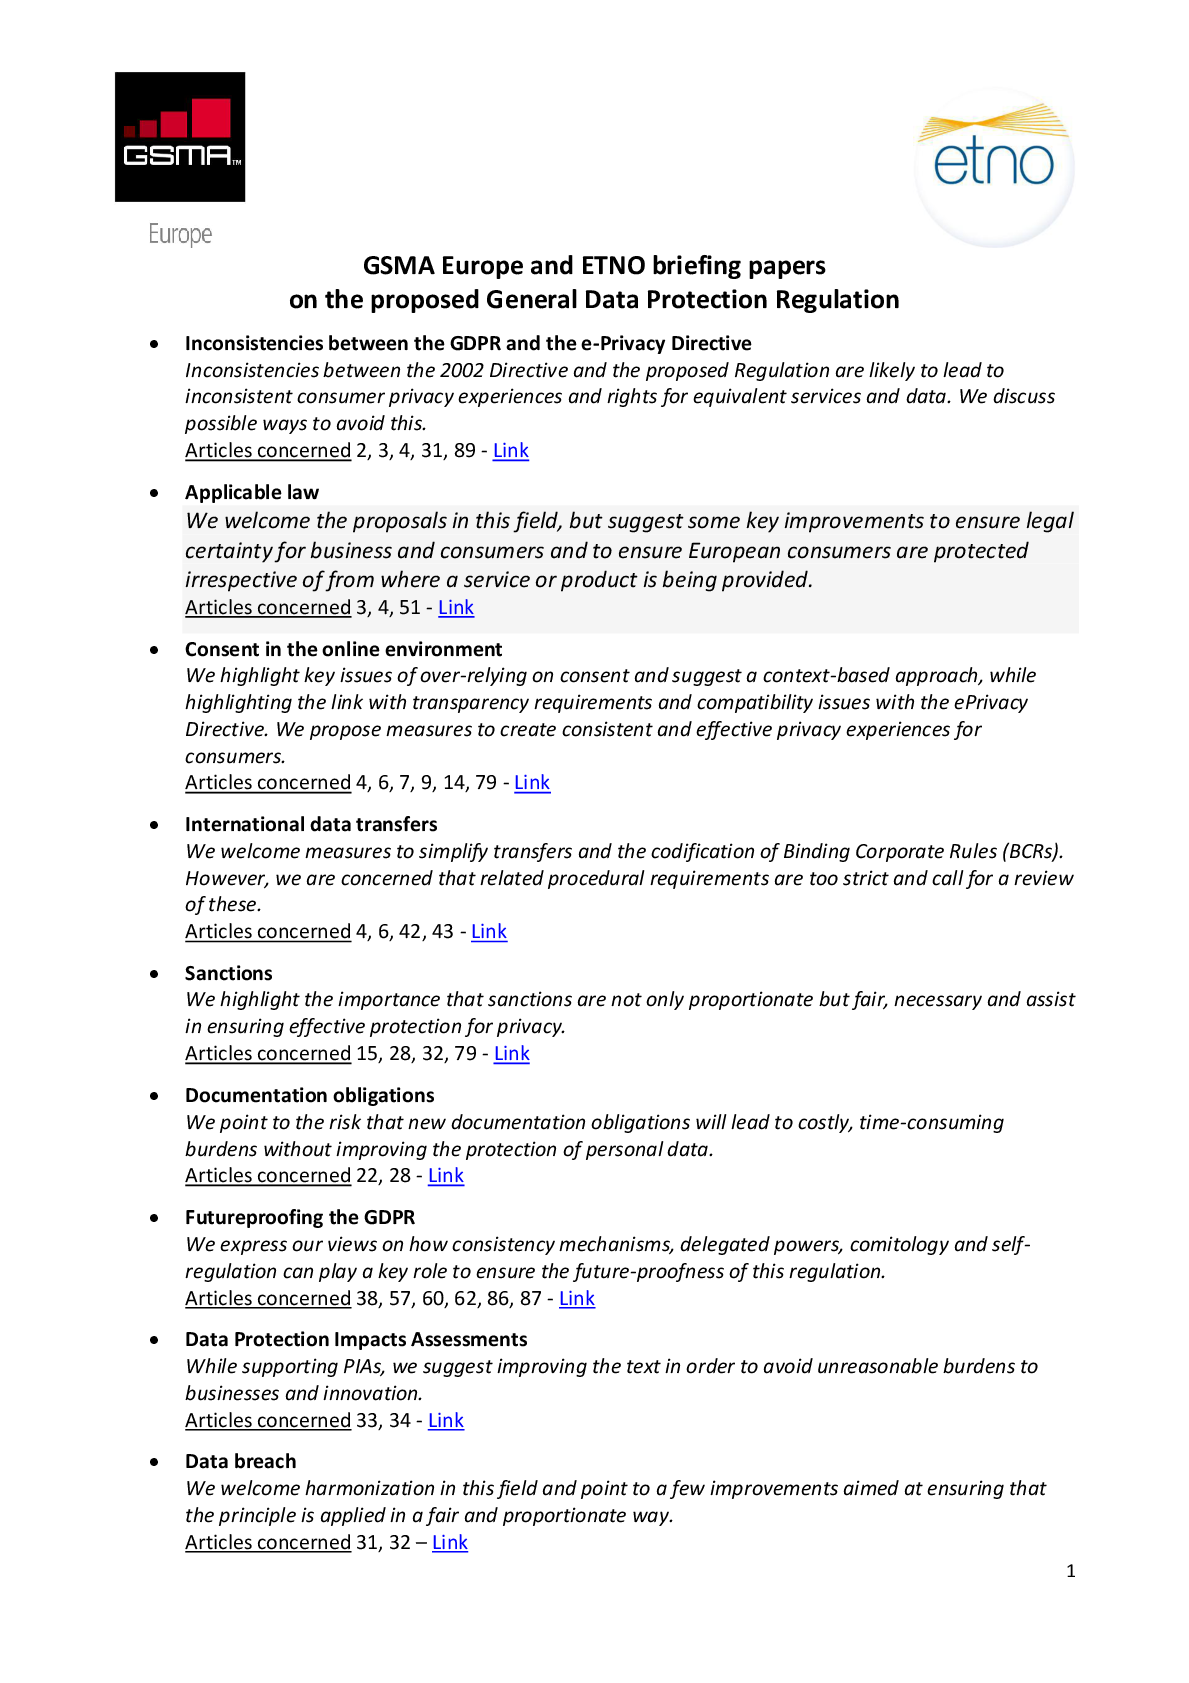 GSMA™
Europe
etno
GSMA Europe and ETNO briefing papers
on the proposed General Data Protection Regulation
• Inconsistencies between the GDPR and the e-Privacy Directive
Inconsistencies between the 2002 Directive and the proposed Regulation are likely to lead to
inconsistent consumer privacy experiences and rights for equivalent services and data. We discuss
possible ways to avoid this.
Articles concerned 2, 3, 4, 31, 89 - Link
• Applicable law
We welcome the proposals in this field, but suggest some key improvements to ensure legal
certainty for business and consumers and to ensure European consumers are protected
irrespective of from where a service or product is being provided.
Articles concerned 3, 4, 51 - Link
• Consent in the online environment
We highlight key issues of over-relying on consent and suggest a context-based approach, while
highlighting the link with transparency requirements and compatibility issues with the ePrivacy
Directive. We propose measures to create consistent and effective privacy experiences for
consumers.
Articles concerned 4, 6, 7, 9, 14, 79 - Link
• International data transfers
We welcome measures to simplify transfers and the codification of Binding Corporate Rules (BCRs).
However, we are concerned that related procedural requirements are too strict and call for a review
of these.
Articles concerned 4, 6, 42, 43 - Link
• Sanctions
We highlight the importance that sanctions are not only proportionate but fair, necessary and assist
in ensuring effective protection for privacy.
Articles concerned 15, 28, 32, 79 - Link
• Documentation obligations
We point to the risk that new documentation obligations will lead to costly, time-consuming
burdens without improving the protection of personal data.
Articles concerned 22, 28 - Link
• Futureproofing the GDPR
We express our views on how consistency mechanisms, delegated powers, comitology and self-
regulation can play a key role to ensure the future-proofness of this regulation.
Articles concerned 38, 57, 60, 62, 86, 87 - Link
• Data Protection Impacts Assessments
While supporting PIAs, we suggest improving the text in order to avoid unreasonable burdens to
businesses and innovation.
Articles concerned 33, 34 - Link
• Data breach
We welcome harmonization in this field and point to a few improvements aimed at ensuring that
the principle is applied in a fair and proportionate way.
Articles concerned 31, 32 – Link
1